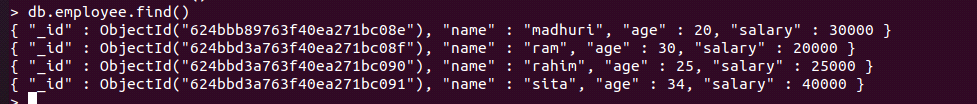 > db.employee.find()
{ "_id" : ObjectId("624bbb89763f40ea271bc08e"), "name" : "madhuri", "age" : 20, "salary" : 30000 }
{ "_id" : ObjectId("624bbd3a763f40ea271bc08f"), "name" : "ram", "age" : 30, "salary" : 20000 }
{ "_id" : ObjectId("624bbd3a763f40ea271bc090"), "name" : "rahim", "age" : 25, "salary" : 25000 }
{ "_id" : ObjectId("624bbd3a763f40ea271bc091"), "name" : "sita", "age" : 34, "salary" : 40000 }
>